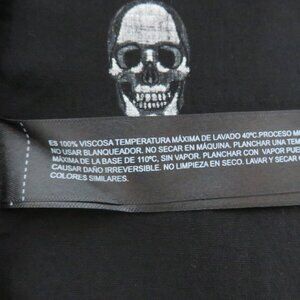 ES 100% VISCOSA TEMPERATURA MÁXIMA DE LAVADO 40ºC.PROCESO
NO USAR BLANQUEADOR. NO SECAR EN MÁQUINA. PLANCHAR UNA
MÁXIMA DE LA BASE DE 110ºC, SIN VAPOR. PLANCHAR CON VAPOR PUE
CAUSAR DAÑO IRREVERSIBLE. NO LIMPIEZA EN SECO. LAVAR Y SECAR
COLORES SIMILARES.